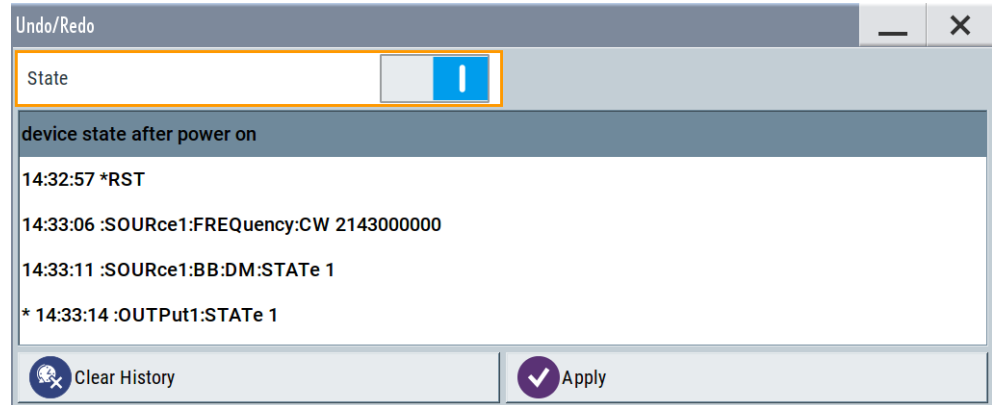 Undo/Redo
State
device state after power on
14:32:57 *RST
14:33:06 :SOURce1:FREQuency:CW 2143000000
14:33:11 :SOURce1:BB:DM:STATe 1
* 14:33:14 :OUTPut1:STATe 1
Clear History
Apply